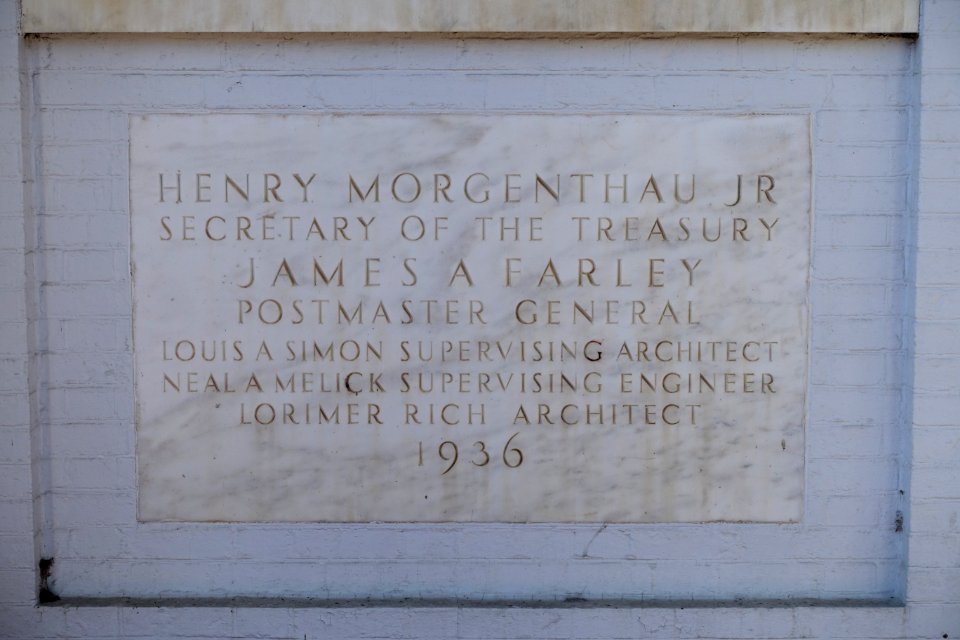 HENRY MORGENTHAU JR
SECRETARY OF THE TREASURY
JAMES A FARLEY
POSTMASTER GENERAL
LOUIS A SIMON SUPERVISING ARCHITECT
NEAL A MELICK SUPERVISING ENGINEER
LORIMER RICH ARCHITECT
1936